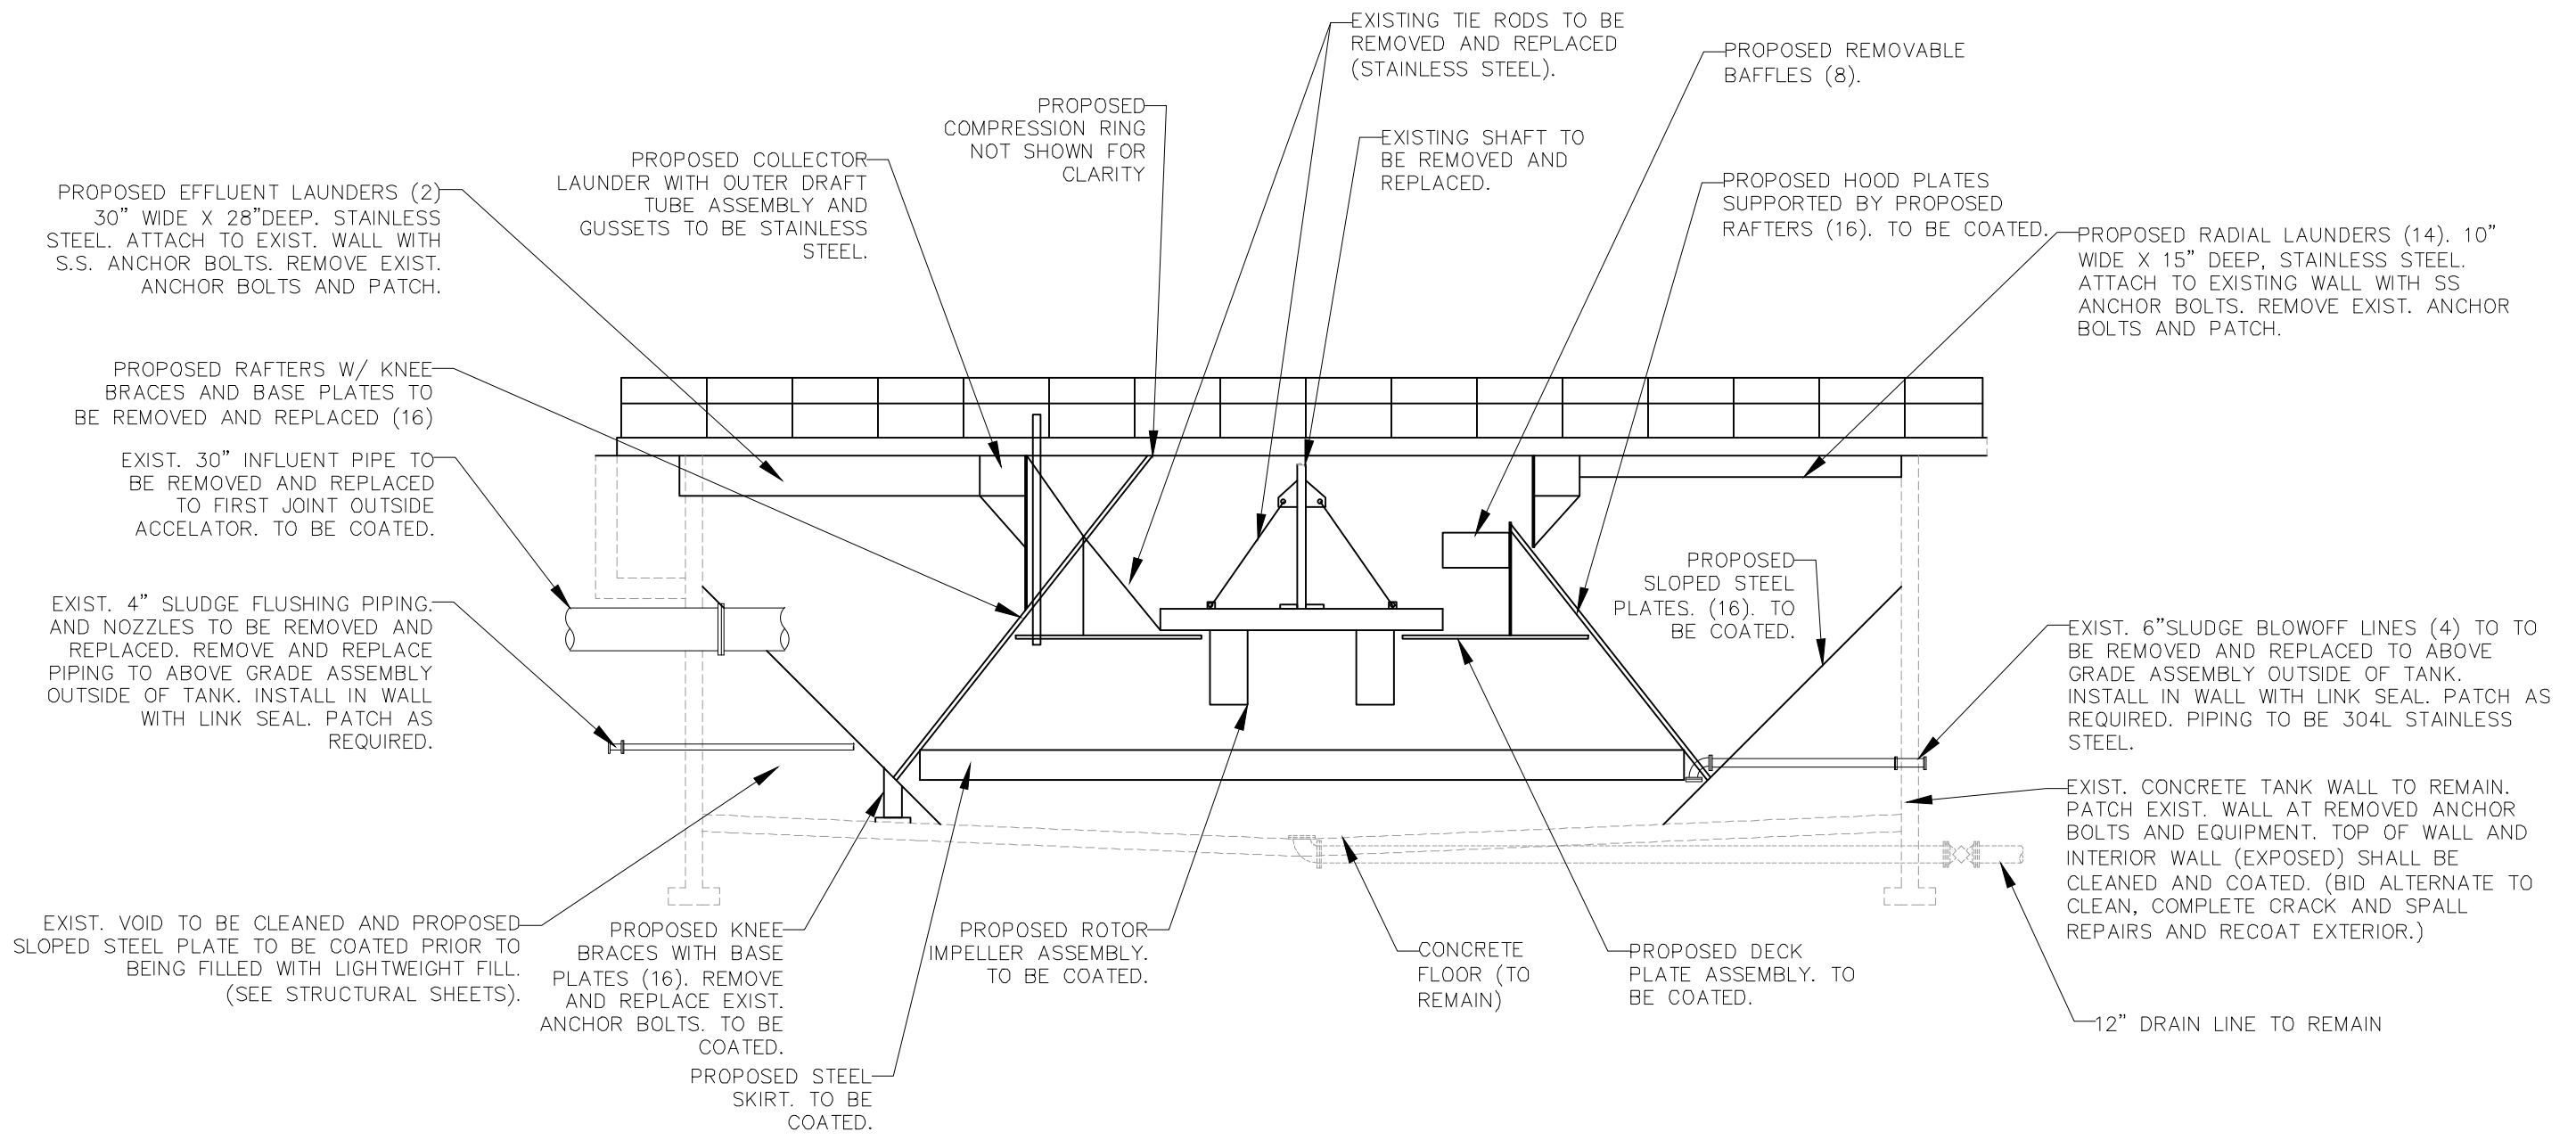 EXISTING TIE RODS TO BE
REMOVED AND REPLACED
(STAINLESS STEEL).
PROPOSED REMOVABLE
BAFFLES (8).
PROPOSED
COMPRESSION RING
NOT SHOWN FOR
CLARITY
EXISTING SHAFT TO
BE REMOVED AND
REPLACED.
PROPOSED COLLECTOR
LAUNDER WITH OUTER DRAFT
TUBE ASSEMBLY AND
GUSSETS TO BE STAINLESS
STEEL.
PROPOSED HOOD PLATES
SUPPORTED BY PROPOSED
RAFTERS (16). TO BE COATED.
PROPOSED EFFLUENT LAUNDERS (2)
30” WIDE X 28”DEEP. STAINLESS
STEEL. ATTACH TO EXIST. WALL WITH
S.S. ANCHOR BOLTS. REMOVE EXIST.
ANCHOR BOLTS AND PATCH.
PROPOSED RADIAL LAUNDERS (14). 10”
WIDE X 15” DEEP, STAINLESS STEEL.
ATTACH TO EXISTING WALL WITH SS
ANCHOR BOLTS. REMOVE EXIST. ANCHOR
BOLTS AND PATCH.
PROPOSED RAFTERS W/ KNEE
BRACES AND BASE PLATES TO
BE REMOVED AND REPLACED (16)
EXIST. 30” INFLUENT PIPE TO
BE REMOVED AND REPLACED
TO FIRST JOINT OUTSIDE
ACCELATOR. TO BE COATED.
PROPOSED
SLOPED STEEL
PLATES. (16). TO
BE COATED.
EXIST. 4” SLUDGE FLUSHING PIPING.
AND NOZZLES TO BE REMOVED AND
REPLACED. REMOVE AND REPLACE
PIPING TO ABOVE GRADE ASSEMBLY
OUTSIDE OF TANK. INSTALL IN WALL
WITH LINK SEAL. PATCH AS
REQUIRED.
EXIST. 6”SLUDGE BLOWOFF LINES (4) TO TO
BE REMOVED AND REPLACED TO ABOVE
GRADE ASSEMBLY OUTSIDE OF TANK.
INSTALL IN WALL WITH LINK SEAL. PATCH AS
REQUIRED. PIPING TO BE 304L STAINLESS
STEEL.
EXIST. CONCRETE TANK WALL TO REMAIN.
PATCH EXIST. WALL AT REMOVED ANCHOR
BOLTS AND EQUIPMENT. TOP OF WALL AND
INTERIOR WALL (EXPOSED) SHALL BE
CLEANED AND COATED. (BID ALTERNATE TO
CLEAN, COMPLETE CRACK AND SPALL
REPAIRS AND RECOAT EXTERIOR.)
EXIST. VOID TO BE CLEANED AND PROPOSED
SLOPED STEEL PLATE TO BE COATED PRIOR TO
BEING FILLED WITH LIGHTWEIGHT FILL.
(SEE STRUCTURAL SHEETS).
PROPOSED KNEE
BRACES WITH BASE
PLATES (16). REMOVE
AND REPLACE EXIST.
ANCHOR BOLTS. TO BE
COATED.
PROPOSED STEEL
SKIRT. TO BE
COATED.
PROPOSED ROTOR
IMPELLER ASSEMBLY.
TO BE COATED.
CONCRETE
FLOOR (TO
REMAIN)
PROPOSED DECK
PLATE ASSEMBLY. TO
BE COATED.
12” DRAIN LINE TO REMAIN